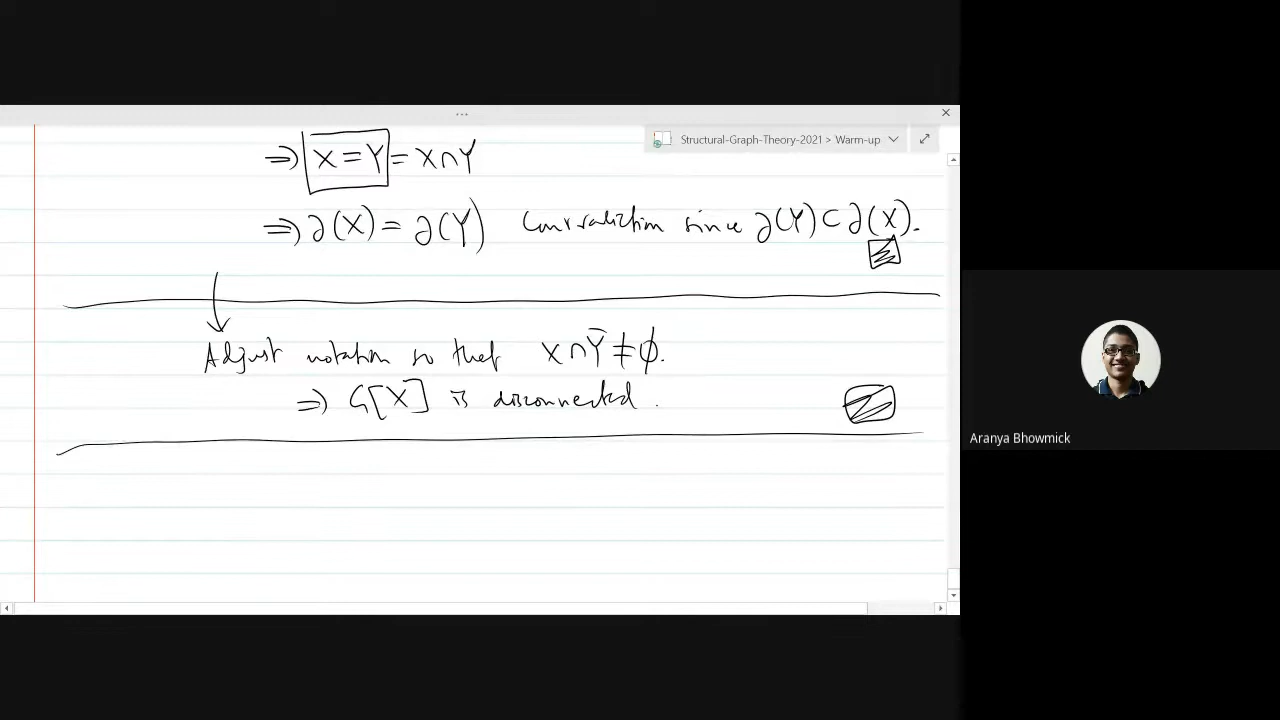 ...
Structural-Graph-Theory-2021 > Warm-up
⇒ X = Y = X∩Y
⇒ ∂(X) = ∂(Y) Contradiction since ∂(Y) ⊂ ∂(X).
Adjust notation so that X∩Y̅ ≠ ϕ.
⇒ G[X] is disconnected.
Aranya Bhowmick